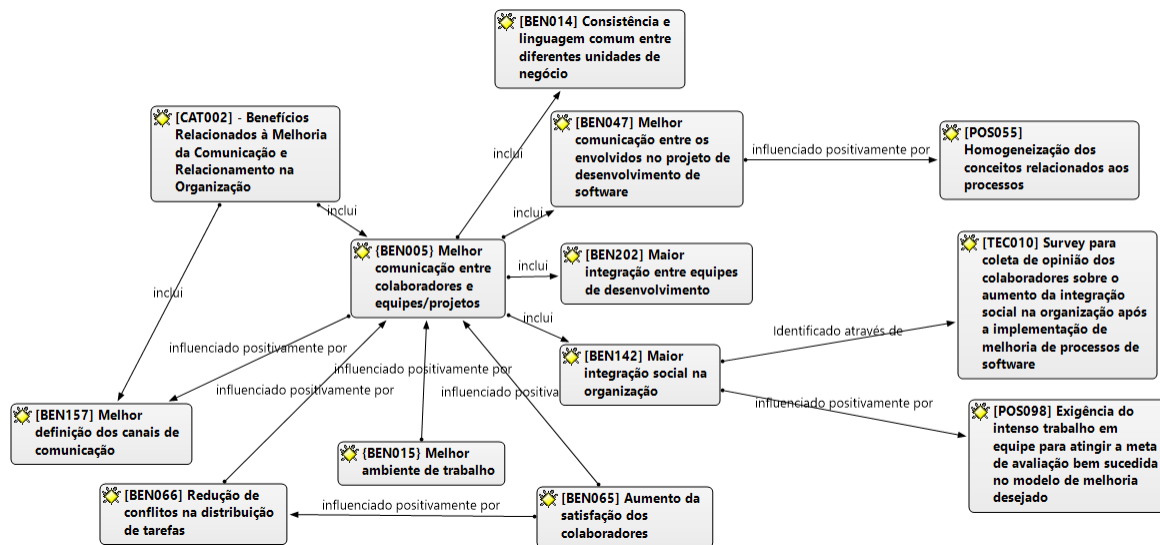 [BEN014] Consistência e
linguagem comum entre
diferentes unidades de
negócio
[CAT002] - Benefícios
Relacionados à Melhoria
da Comunicação e
Relacionamento na
Organização
[BEN047] Melhor
comunicação entre os
envolvidos no projeto de
desenvolvimento de
software
influenciado positivamente por
[POS055]
Homogeneização dos
conceitos relacionados aos
processos
inclui
inclui
inclui
{BEN005} Melhor
comunicação entre
colaboradores e
equipes/projetos
inclui
[BEN202] Maior
integração entre equipes
de desenvolvimento
[TEC010] Survey para
coleta de opinião dos
colaboradores sobre o
aumento da integração
social na organização após
a implementação de
melhoria de processos de
software
inclui
inclui
Identificado através de
[BEN142] Maior
integração social na
organização
influenciado positivamente por
influenciado positivamente por
influenciado positivamente por
influenciado positiva
influenciado positivamente por
[BEN157] Melhor
definição dos canais de
comunicação
[POS098] Exigência do
intenso trabalho em
equipe para atingir a meta
de avaliação bem sucedida
no modelo de melhoria
desejado
{BEN015} Melhor
ambiente de trabalho
[BEN066] Redução de
conflitos na distribuição
de tarefas
influenciado positivamente por
[BEN065] Aumento da
satisfação dos
colaboradores